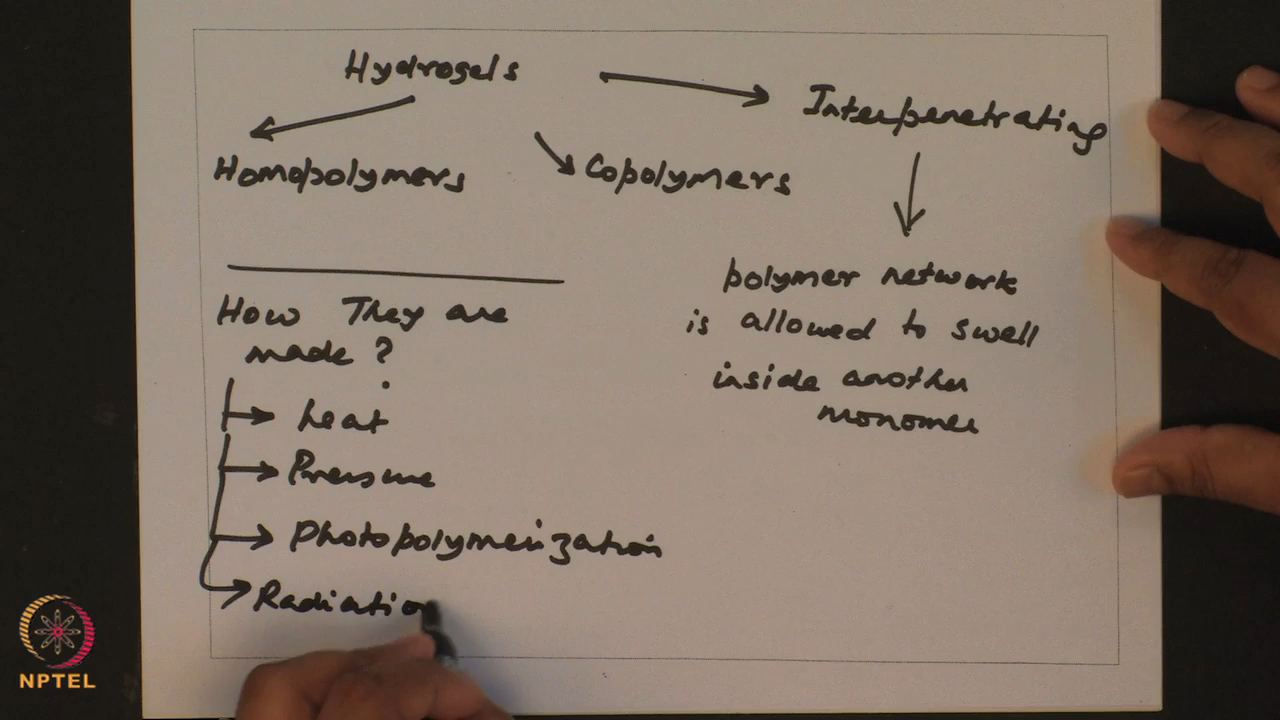 Hydrogels
Interpenetrating
Homopolymers
Copolymers
polymer network
is allowed to swell
inside another
monomer
How They are
made?
heat
Pressure
Photopolymerization
Radiation
NPTEL